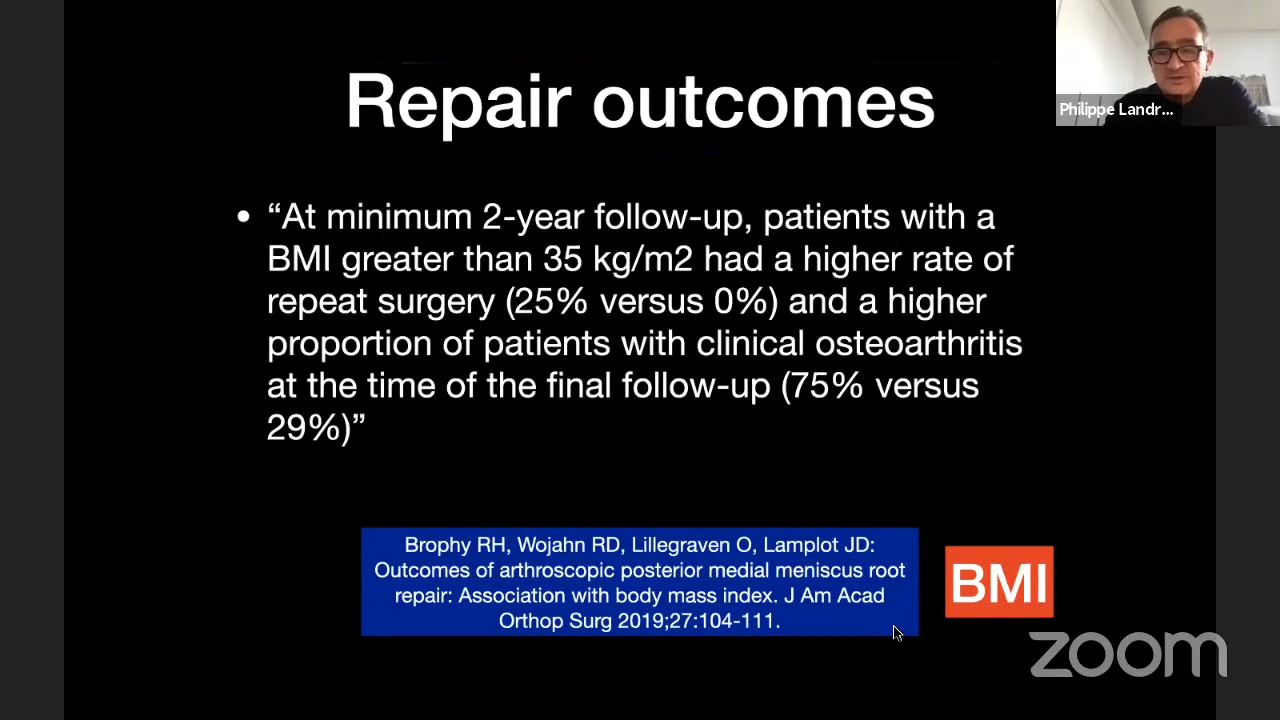 Repair outcomes
Philippe Landr...
• “At minimum 2-year follow-up, patients with a
BMI greater than 35 kg/m2 had a higher rate of
repeat surgery (25% versus 0%) and a higher
proportion of patients with clinical osteoarthritis
at the time of the final follow-up (75% versus
29%)”
Brophy RH, Wojahn RD, Lillegraven O, Lamplot JD:
Outcomes of arthroscopic posterior medial meniscus root
repair: Association with body mass index. J Am Acad
Orthop Surg 2019;27:104-111.
BMI
zoom